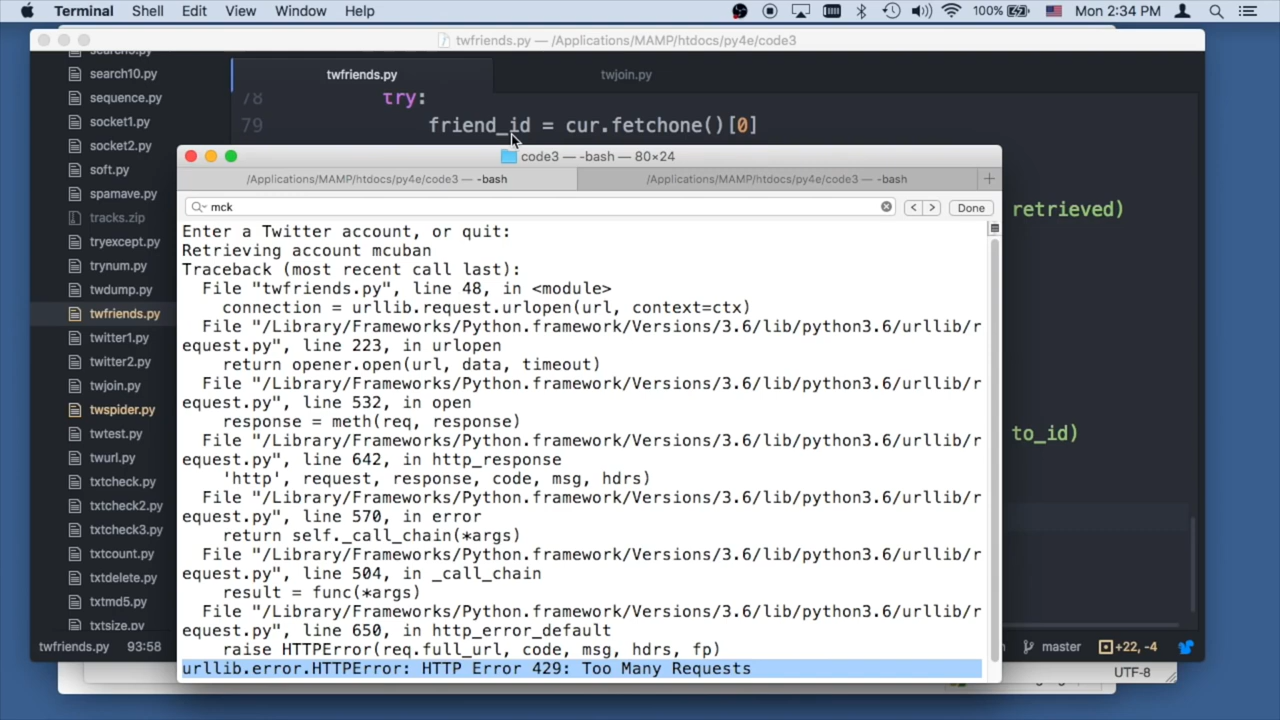 Terminal Shell Edit View Window Help 100% Mon 2:34 PM
twfriends.py — /Applications/MAMP/htdocs/py4e/code3
search10.py
sequence.py
socket1.py
socket2.py
soft.py
spamave.py
tracks.zip
tryexcept.py
trynum.py
twdump.py
twfriends.py
twitter1.py
twitter2.py
twjoin.py
twspider.py
twtest.py
twurl.py
txtcheck.py
txtcheck2.py
txtcheck3.py
txtcount.py
txtdelete.py
txtmd5.py
txtsize.py
twfriends.py twjoin.py
78 try:
79 friend_id = cur.fetchone()[0]
retrieved)
to_id)
code3 — -bash — 80×24
/Applications/MAMP/htdocs/py4e/code3 — -bash /Applications/MAMP/htdocs/py4e/code3 — -bash +
mck < > Done
Enter a Twitter account, or quit:
Retrieving account mcuban
Traceback (most recent call last):
File "twfriends.py", line 48, in <module>
connection = urllib.request.urlopen(url, context=ctx)
File "/Library/Frameworks/Python.framework/Versions/3.6/lib/python3.6/urllib/r
equest.py", line 223, in urlopen
return opener.open(url, data, timeout)
File "/Library/Frameworks/Python.framework/Versions/3.6/lib/python3.6/urllib/r
equest.py", line 532, in open
response = meth(req, response)
File "/Library/Frameworks/Python.framework/Versions/3.6/lib/python3.6/urllib/r
equest.py", line 642, in http_response
'http', request, response, code, msg, hdrs)
File "/Library/Frameworks/Python.framework/Versions/3.6/lib/python3.6/urllib/r
equest.py", line 570, in error
return self._call_chain(*args)
File "/Library/Frameworks/Python.framework/Versions/3.6/lib/python3.6/urllib/r
equest.py", line 504, in _call_chain
result = func(*args)
File "/Library/Frameworks/Python.framework/Versions/3.6/lib/python3.6/urllib/r
equest.py", line 650, in http_error_default
raise HTTPError(req.full_url, code, msg, hdrs, fp)
urllib.error.HTTPError: HTTP Error 429: Too Many Requests
twfriends.py 93:58 master +22, -4
UTF-8